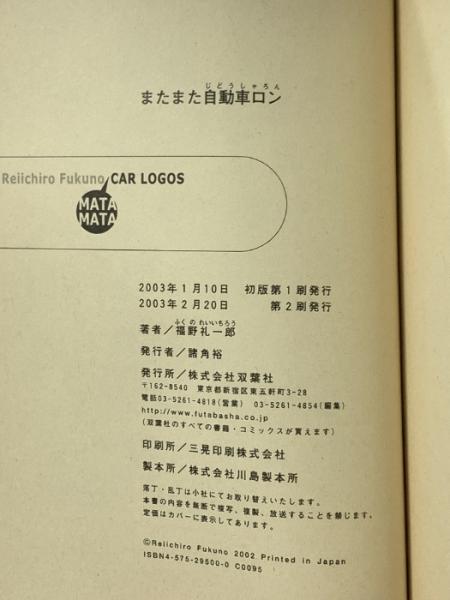 じどうしゃろん
またまた自動車ロン
Reiichiro Fukuno CAR LOGOS
MATA
MATA
2003年1月10日 初版第1刷発行
2003年2月20日 第2刷発行
ふくの れいいちろう
著者／福野礼一郎
発行者／諸角裕
発行所／株式会社双葉社
〒162-8540 東京都新宿区東五軒町3-28
電話03-5261-4818(営業) 03-5261-4854(編集)
http://www.futabasha.co.jp
(双葉社のすべての書籍・コミックスが買えます)
印刷所／三晃印刷株式会社
製本所／株式会社川島製本所
落丁・乱丁は小社にてお取り替えいたします。
本書の内容を無断で複写、複製、放送することを禁じます。
定価はカバーに表示してあります。
©Reiichiro Fukuno 2002 Printed in Japan
ISBN4-575-29500-0 C0095